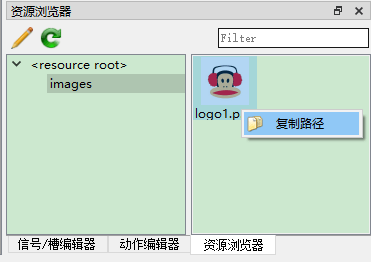 资源浏览器
Filter
<resource root>
images
logo1.p
复制路径
信号/槽编辑器 动作编辑器 资源浏览器